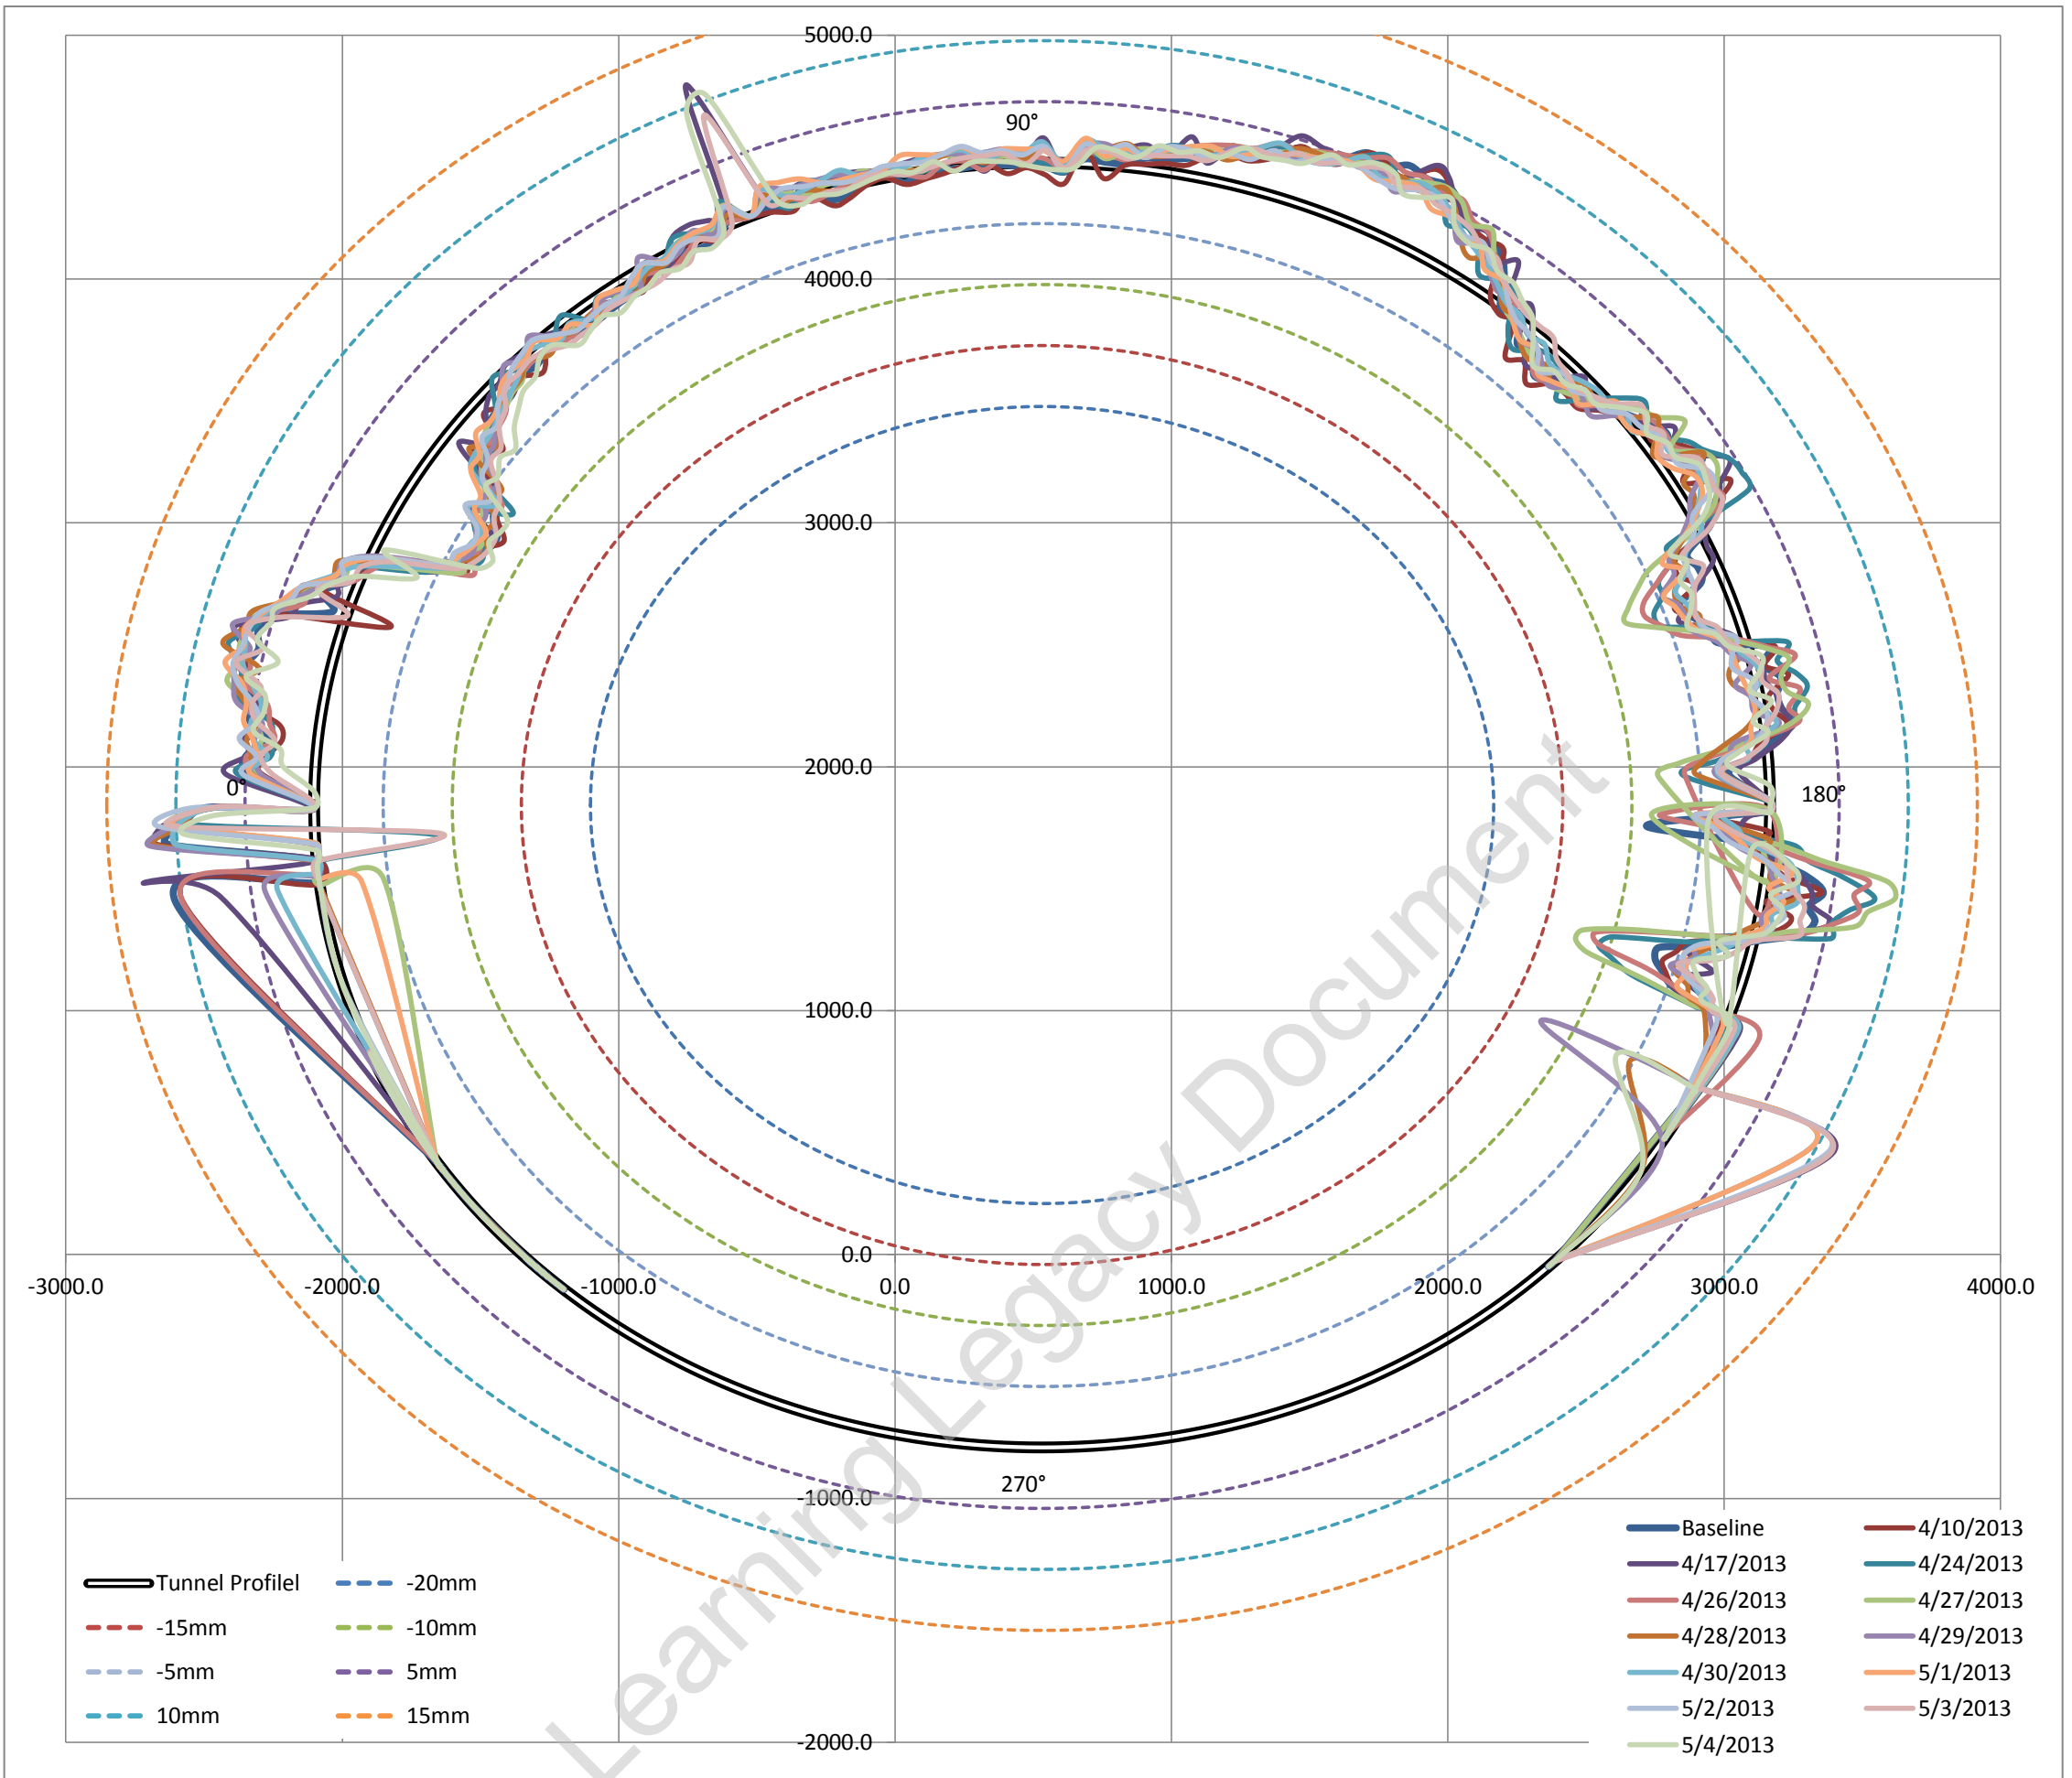 5000.0
90°
4000.0
3000.0
2000.0
0°
180°
1000.0
0.0
-3000.0 -2000.0 -1000.0 0.0 1000.0 2000.0 3000.0 4000.0
270°
-1000.0
-2000.0
Tunnel Profilel -20mm
-15mm -10mm
-5mm 5mm
10mm 15mm
Baseline 4/10/2013
4/17/2013 4/24/2013
4/26/2013 4/27/2013
4/28/2013 4/29/2013
4/30/2013 5/1/2013
5/2/2013 5/3/2013
5/4/2013
Learning Legacy Document